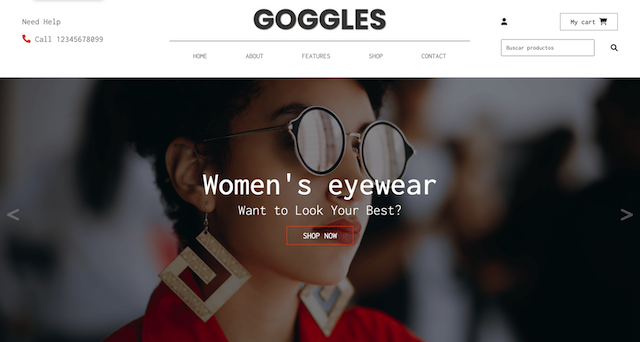 Need Help
Call 12345678099
GOGGLES
My cart
Buscar productos
HOME
ABOUT
FEATURES
SHOP
CONTACT
Women's eyewear
Want to Look Your Best?
SHOP NOW